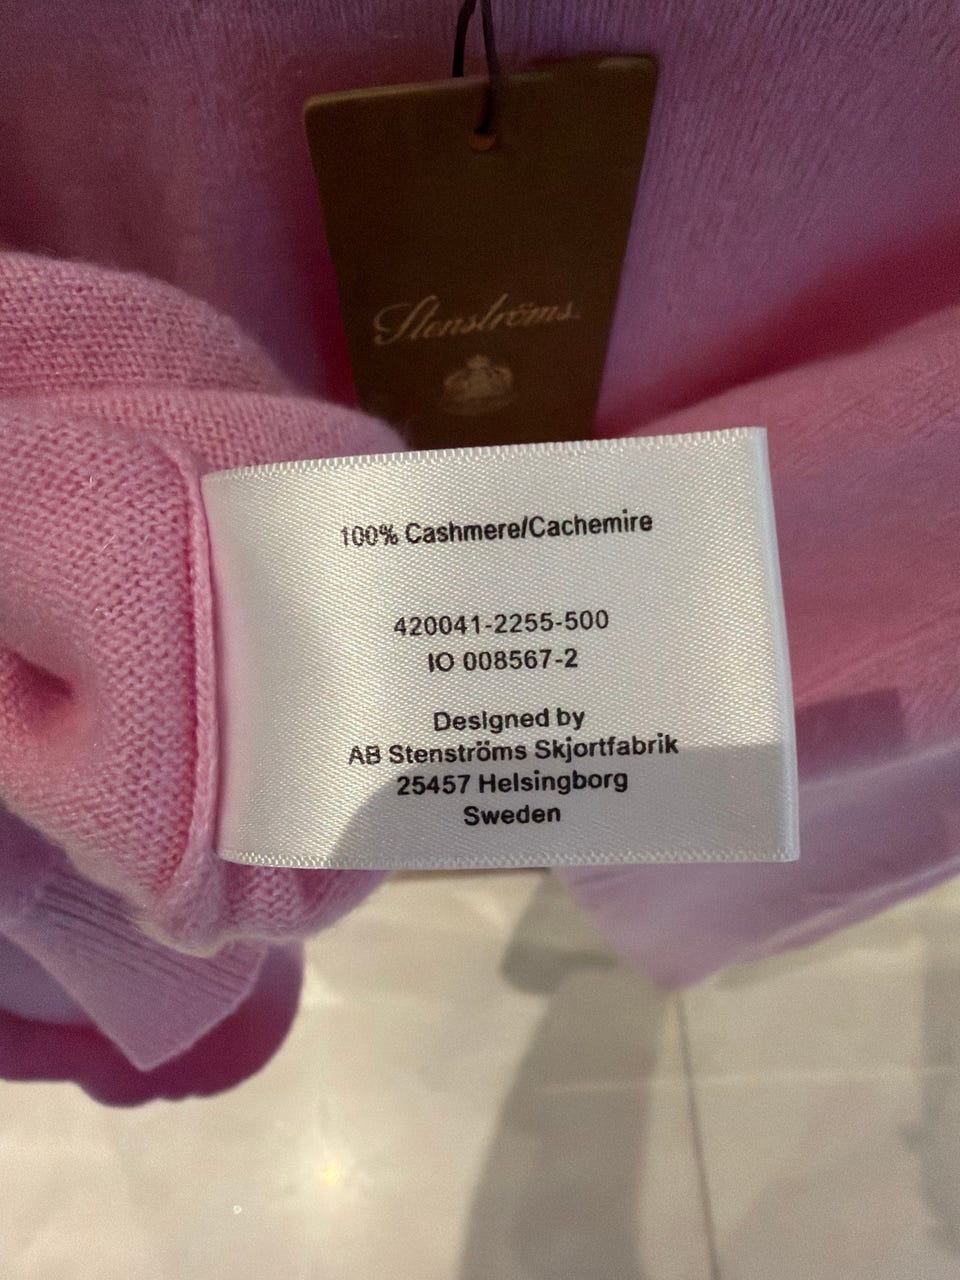 Stenströms
100% Cashmere/Cachemire
420041-2255-500
IO 008567-2
Designed by
AB Stenströms Skjortfabrik
25457 Helsingborg
Sweden